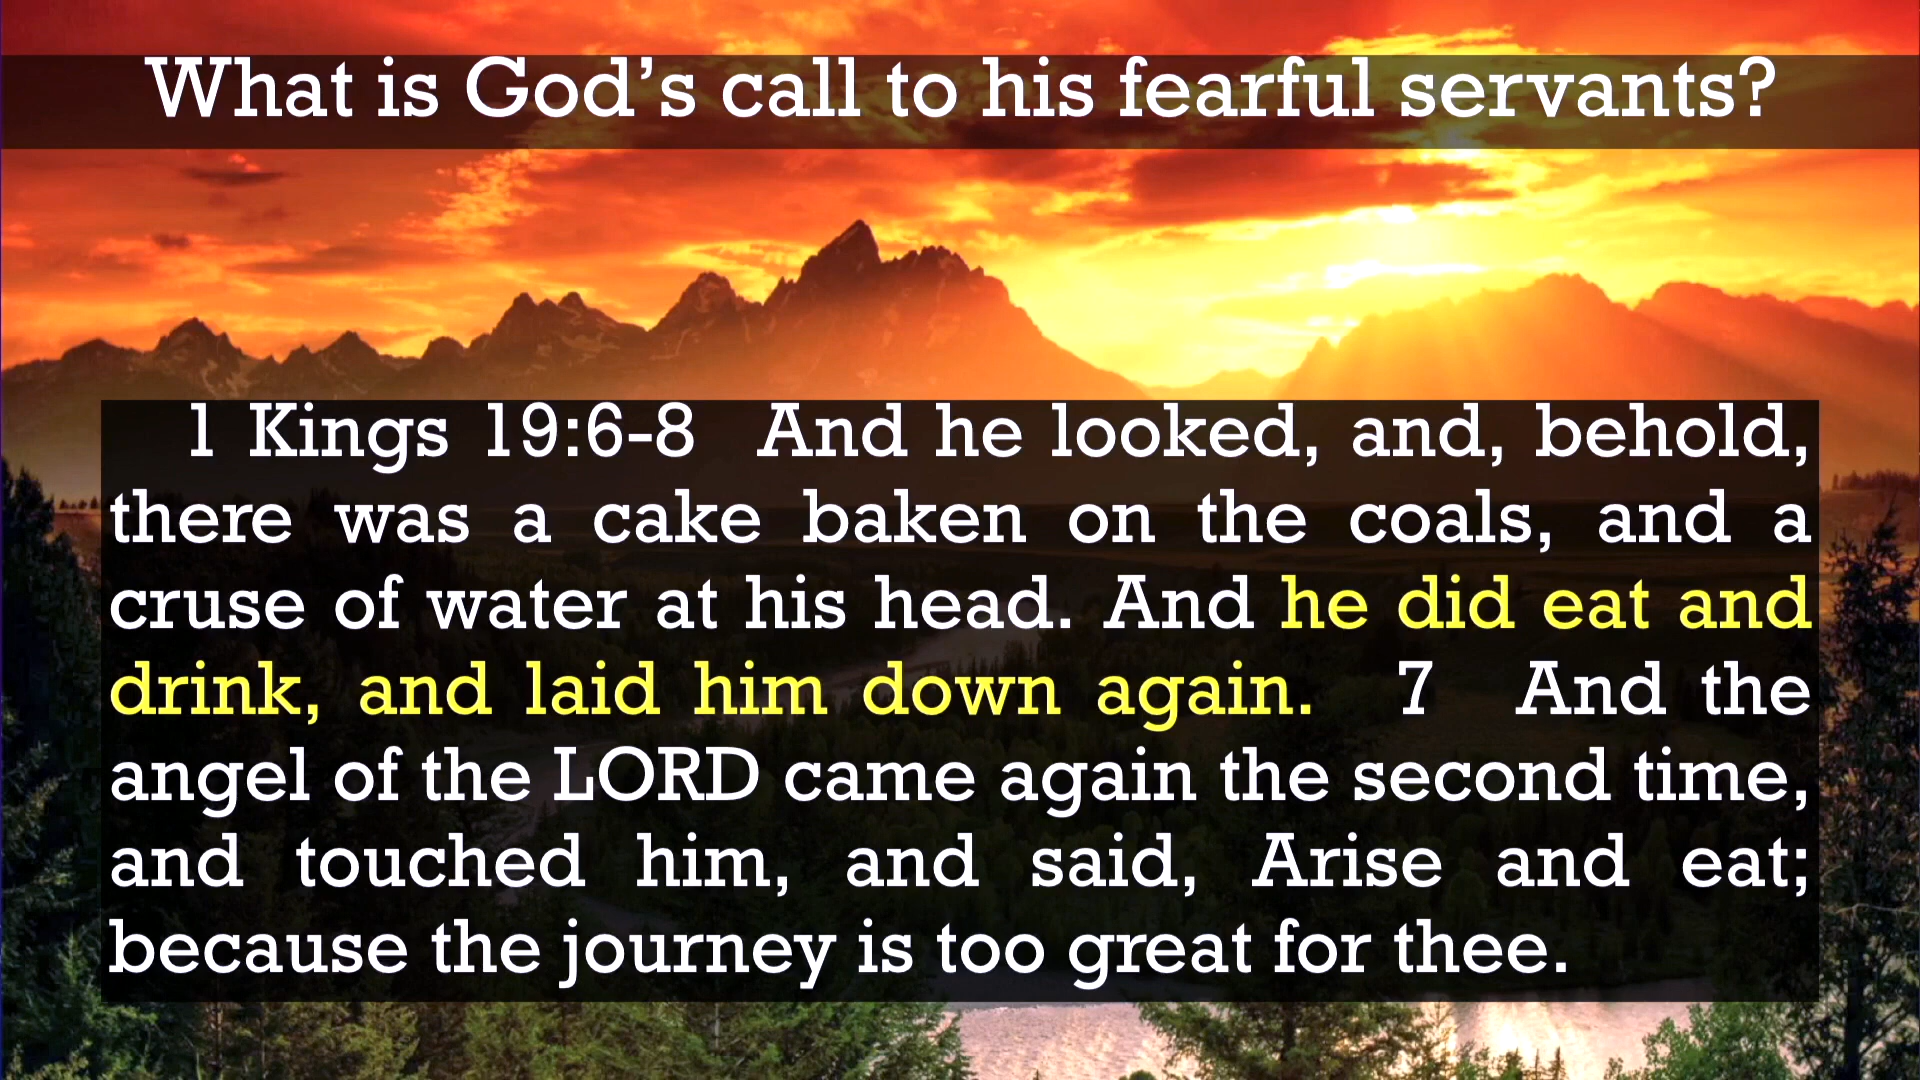 What is God’s call to his fearful servants?
1 Kings 19:6-8 And he looked, and, behold,
there was a cake baken on the coals, and a
cruse of water at his head. And he did eat and
drink, and laid him down again. 7 And the
angel of the LORD came again the second time,
and touched him, and said, Arise and eat;
because the journey is too great for thee.